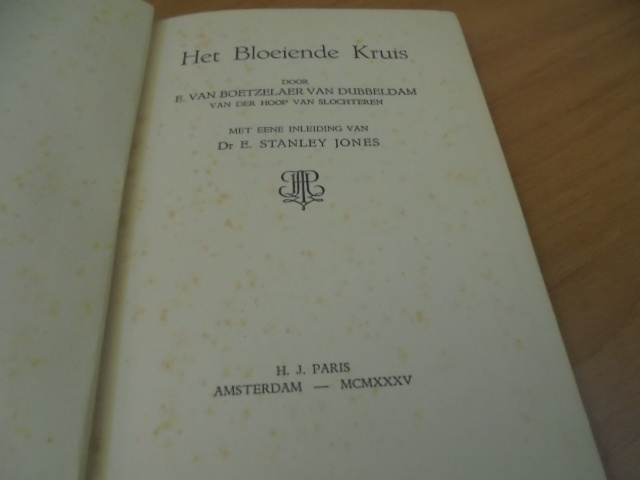 Het Bloeiende Kruis
DOOR
E. VAN BOETZELAER VAN DUBBELDAM
VAN DER HOOP VAN SLOCHTEREN
MET EENE INLEIDING VAN
Dr E. STANLEY JONES
H. J. PARIS
AMSTERDAM — MCMXXXV